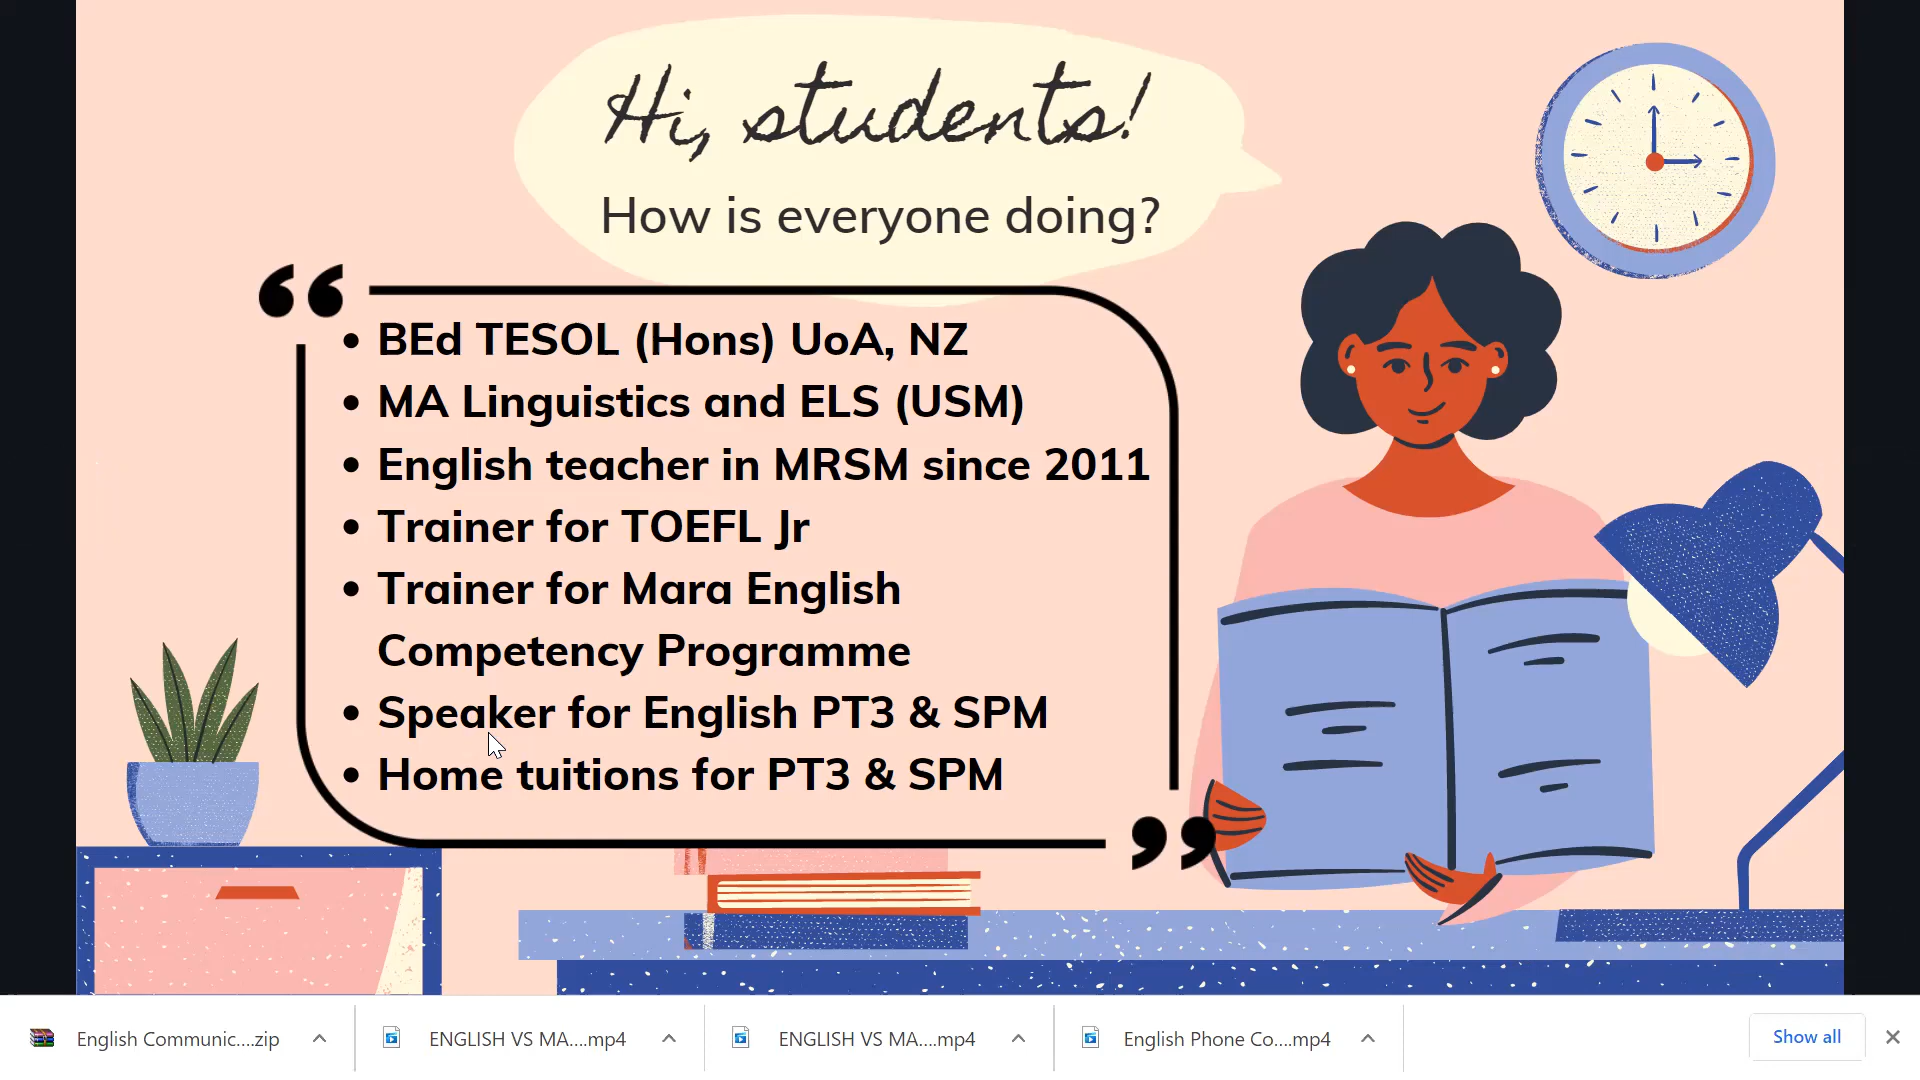 Hi, students!
How is everyone doing?
“
• BEd TESOL (Hons) UoA, NZ
• MA Linguistics and ELS (USM)
• English teacher in MRSM since 2011
• Trainer for TOEFL Jr
• Trainer for Mara English
Competency Programme
• Speaker for English PT3 & SPM
• Home tuitions for PT3 & SPM
”
English Communic....zip
ENGLISH VS MA....mp4
ENGLISH VS MA....mp4
English Phone Co....mp4
Show all